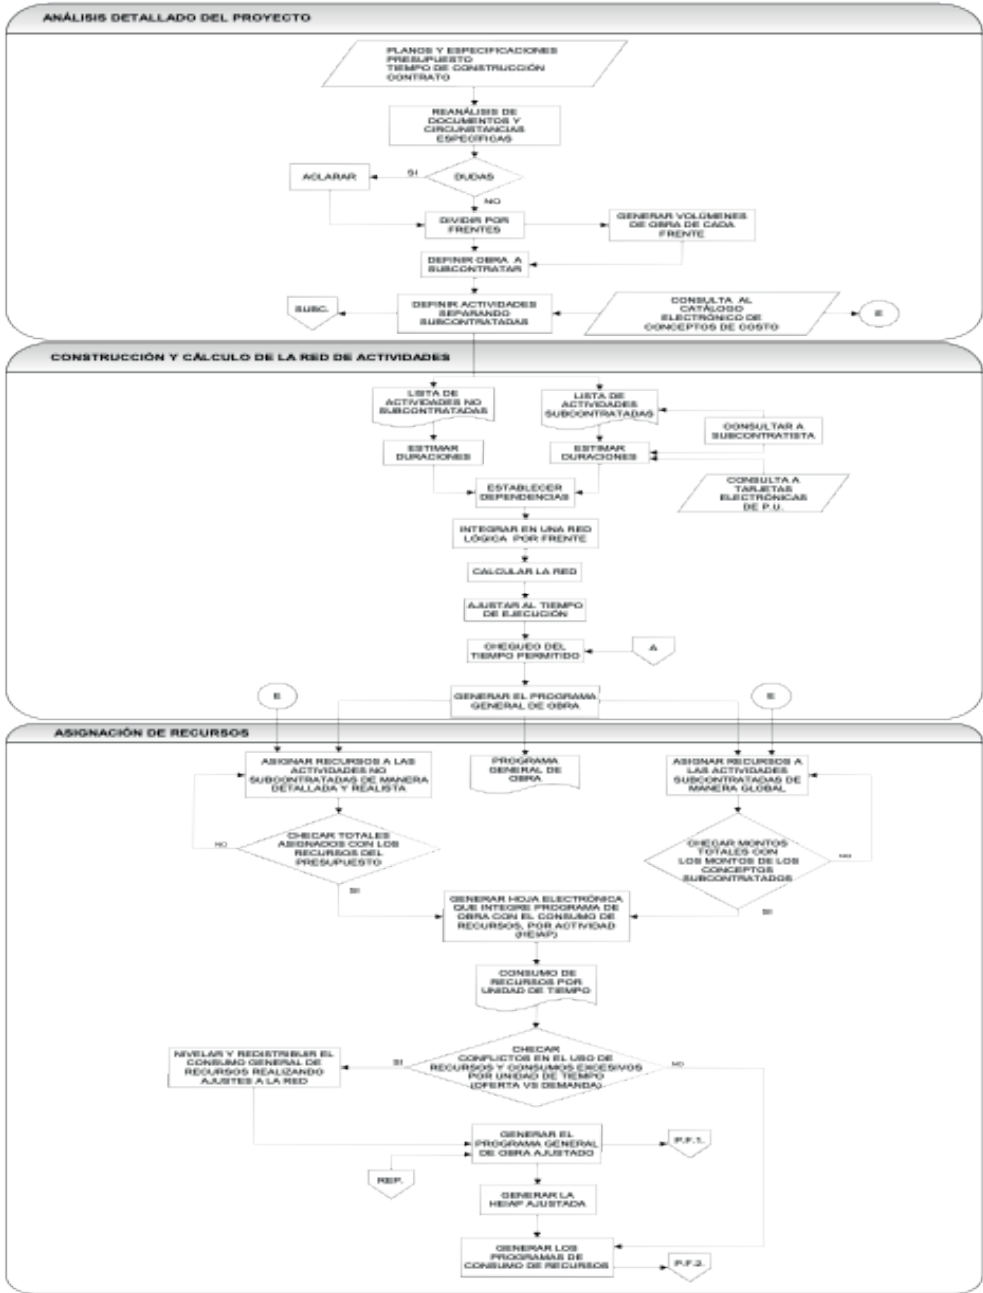 ANÁLISIS DETALLADO DEL PROYECTO
PLANOS Y ESPECIFICACIONES
PRESUPUESTO
TIEMPO DE CONSTRUCCIÓN
CONTRATO
REANÁLISIS DE
DOCUMENTOS Y
CIRCUNSTANCIAS
ESPECÍFICAS
ACLARAR
SI
DUDAS
NO
DIVIDIR POR
FRENTES
GENERAR VOLÚMENES
DE OBRA DE CADA
FRENTE
DEFINIR OBRA A
SUBCONTRATAR
SUBC.
DEFINIR ACTIVIDADES
SEPARANDO
SUBCONTRATADAS
CONSULTA AL
CATÁLOGO
ELECTRÓNICO DE
CONCEPTOS DE COSTO
E
CONSTRUCCIÓN Y CÁLCULO DE LA RED DE ACTIVIDADES
LISTA DE
ACTIVIDADES NO
SUBCONTRATADAS
LISTA DE
ACTIVIDADES
SUBCONTRATADAS
CONSULTAR A
SUBCONTRATISTA
ESTIMAR
DURACIONES
ESTIMAR
DURACIONES
CONSULTA A
TARJETAS
ELECTRÓNICAS
DE P.U.
ESTABLECER
DEPENDENCIAS
INTEGRAR EN UNA RED
LÓGICA POR FRENTE
CALCULAR LA RED
AJUSTAR AL TIEMPO
DE EJECUCIÓN
CHEQUEO DEL
TIEMPO PERMITIDO
A
E
GENERAR EL PROGRAMA
GENERAL DE OBRA
E
ASIGNACIÓN DE RECURSOS
ASIGNAR RECURSOS A LAS
ACTIVIDADES NO
SUBCONTRATADAS DE MANERA
DETALLADA Y REALISTA
PROGRAMA
GENERAL DE
OBRA
ASIGNAR RECURSOS A
LAS ACTIVIDADES
SUBCONTRATADAS DE
MANERA GLOBAL
NO
CHECAR TOTALES
ASIGNADOS CON LOS
RECURSOS DEL
PRESUPUESTO
SI
CHECAR MONTOS
TOTALES CON
LOS MONTOS DE LOS
CONCEPTOS
SUBCONTRATADOS
NO
SI
GENERAR HOJA ELECTRÓNICA
QUE INTEGRE PROGRAMA DE
OBRA CON EL CONSUMO DE
RECURSOS, POR ACTIVIDAD
(HEIAP)
CONSUMO DE
RECURSOS POR
UNIDAD DE TIEMPO
NIVELAR Y REDISTRIBUIR EL
CONSUMO GENERAL DE
RECURSOS REALIZANDO
AJUSTES A LA RED
SI
CHECAR
CONFLICTOS EN EL USO DE
RECURSOS Y CONSUMOS EXCESIVOS
POR UNIDAD DE TIEMPO
(OFERTA VS DEMANDA)
NO
GENERAR EL
PROGRAMA GENERAL
DE OBRA AJUSTADO
P.F.1.
REP.
GENERAR LA
HEIAP AJUSTADA
GENERAR LOS
PROGRAMAS DE
CONSUMO DE RECURSOS
P.F.2.